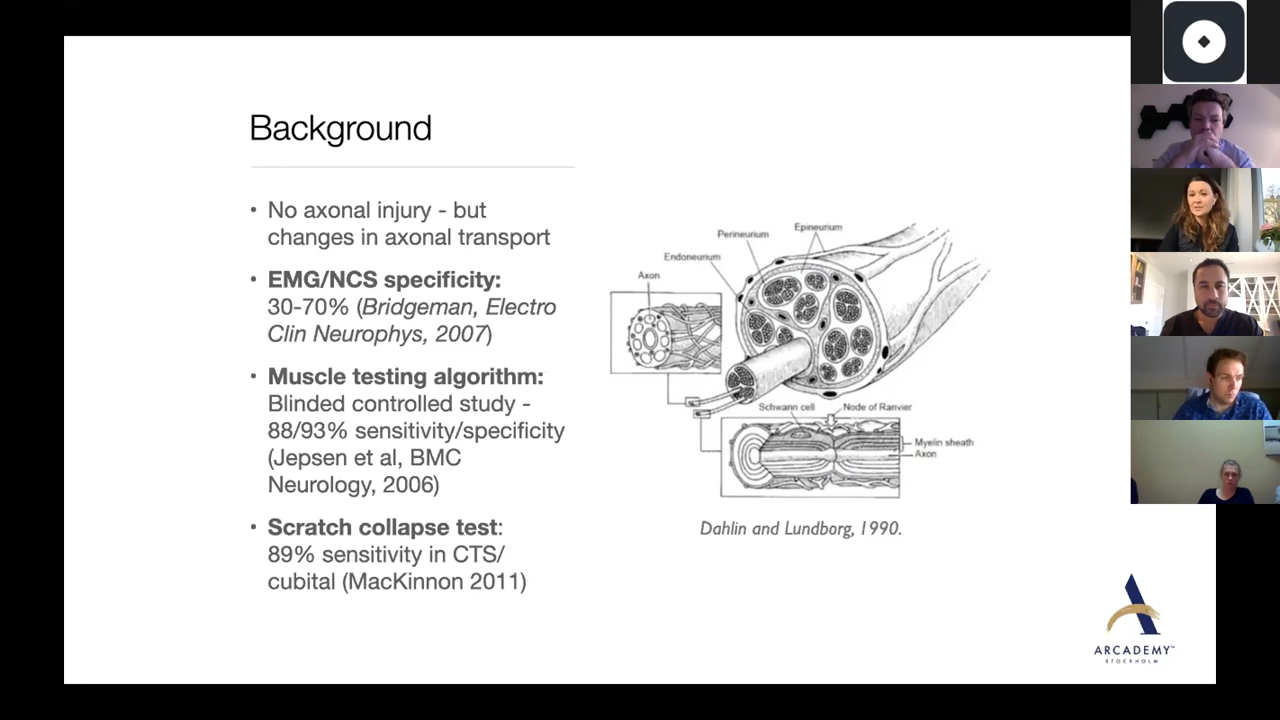 Background
• No axonal injury - but
changes in axonal transport
• EMG/NCS specificity:
30-70% (Bridgeman, Electro
Clin Neurophys, 2007)
• Muscle testing algorithm:
Blinded controlled study -
88/93% sensitivity/specificity
(Jepsen et al, BMC
Neurology, 2006)
• Scratch collapse test:
89% sensitivity in CTS/
cubital (MacKinnon 2011)
Epineurium
Perineurium
Endoneurium
Axon
Schwann cell
Node of Ranvier
Myelin sheath
Axon
Dahlin and Lundborg, 1990.
ARCADEMY™
STOCKHOLM